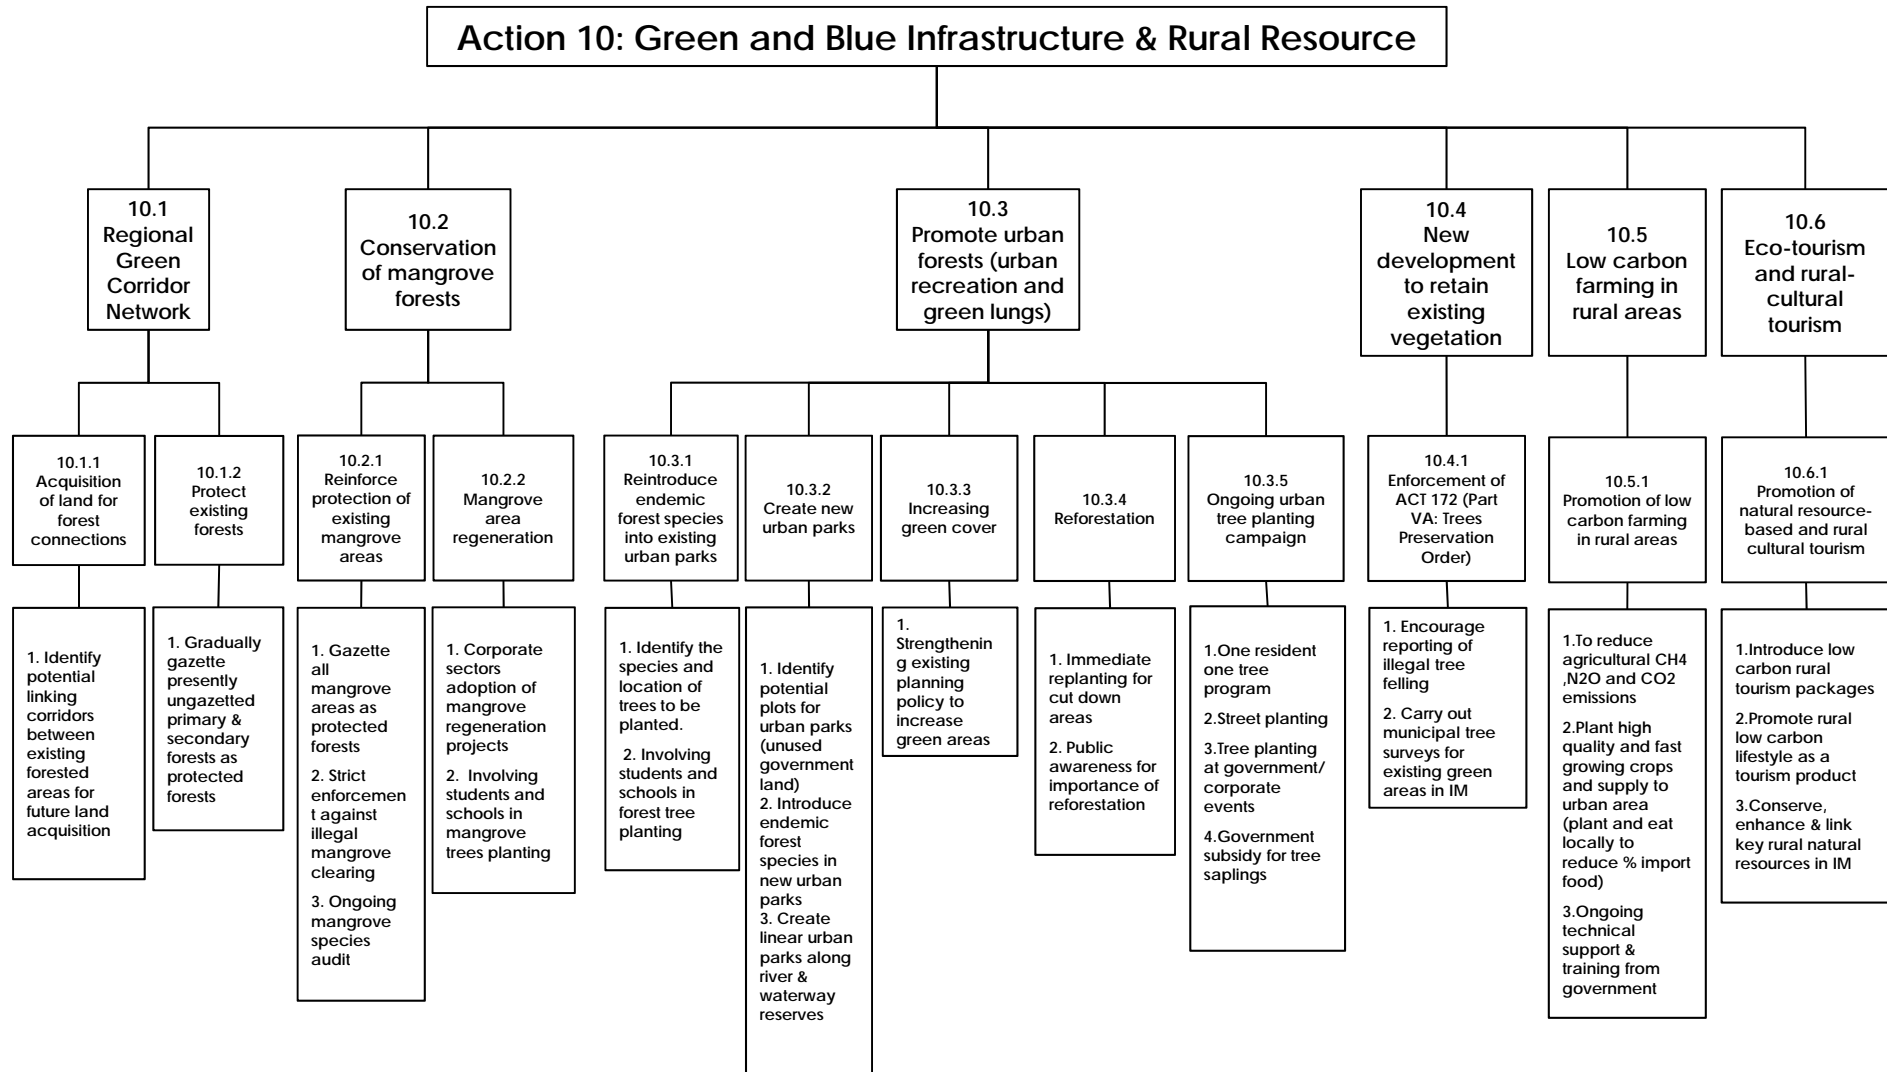 Action 10: Green and Blue Infrastructure & Rural Resource
10.1
Regional
Green
Corridor
Network
10.2
Conservation
of mangrove
forests
10.3
Promote urban
forests (urban
recreation and
green lungs)
10.4
New
development
to retain
existing
vegetation
10.5
Low carbon
farming in
rural areas
10.6
Eco-tourism
and rural-
cultural
tourism
10.1.1
Acquisition
of land for
forest
connections
10.1.2
Protect
existing
forests
10.2.1
Reinforce
protection of
existing
mangrove
areas
10.2.2
Mangrove
area
regeneration
10.3.1
Reintroduce
endemic
forest species
into existing
urban parks
10.3.2
Create new
urban parks
10.3.3
Increasing
green cover
10.3.4
Reforestation
10.3.5
Ongoing urban
tree planting
campaign
10.4.1
Enforcement of
ACT 172 (Part
VA: Trees
Preservation
Order)
10.5.1
Promotion of low
carbon farming
in rural areas
10.6.1
Promotion of
natural resource-
based and rural
cultural tourism
1. Identify
potential
linking
corridors
between
existing
forested
areas for
future land
acquisition
1. Gradually
gazette
presently
ungazetted
primary &
secondary
forests as
protected
forests
1. Gazette
all
mangrove
areas as
protected
forests
2. Strict
enforcemen
t against
illegal
mangrove
clearing
3. Ongoing
mangrove
species
audit
1. Corporate
sectors
adoption of
mangrove
regeneration
projects
2. Involving
students and
schools in
mangrove
trees planting
1. Identify the
species and
location of
trees to be
planted.
2. Involving
students and
schools in
forest tree
planting
1. Identify
potential
plots for
urban parks
(unused
government
land)
2. Introduce
endemic
forest
species in
new urban
parks
3. Create
linear urban
parks along
river &
waterway
reserves
1.
Strengthenin
g existing
planning
policy to
increase
green areas
1. Immediate
replanting for
cut down
areas
2. Public
awareness for
importance of
reforestation
1.One resident
one tree
program
2.Street planting
3.Tree planting
at government/
corporate
events
4.Government
subsidy for tree
saplings
1. Encourage
reporting of
illegal tree
felling
2. Carry out
municipal tree
surveys for
existing green
areas in IM
1.To reduce
agricultural CH4
,N2O and CO2
emissions
2.Plant high
quality and fast
growing crops
and supply to
urban area
(plant and eat
locally to
reduce % import
food)
3.Ongoing
technical
support &
training from
government
1.Introduce low
carbon rural
tourism packages
2.Promote rural
low carbon
lifestyle as a
tourism product
3.Conserve,
enhance & link
key rural natural
resources in IM